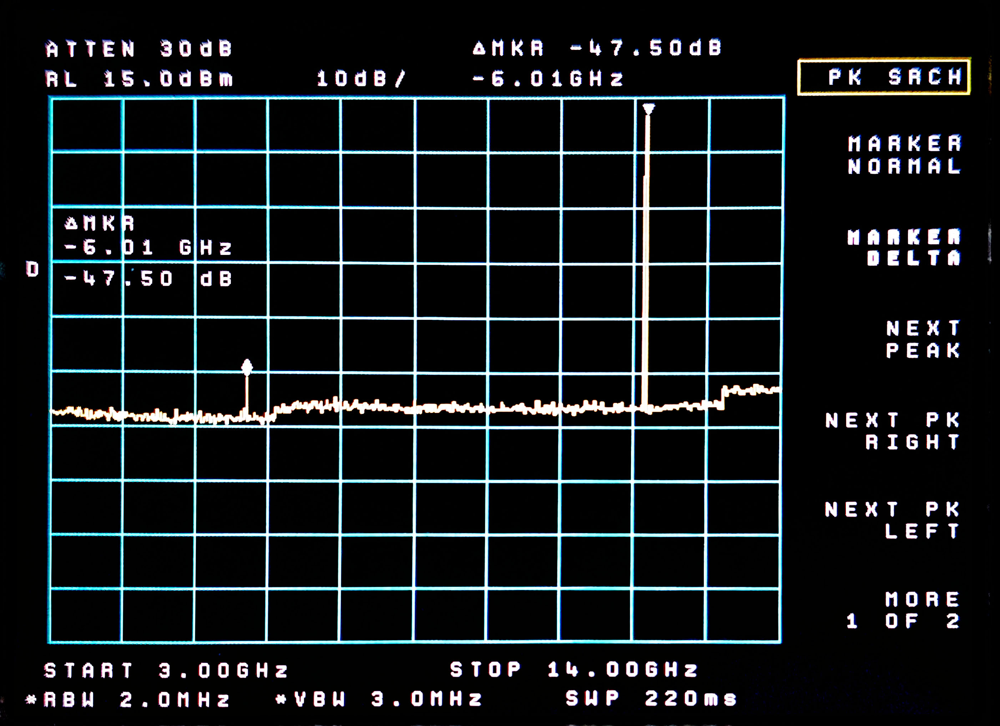 ATTEN 30dB ΔMKR -47.50dB
RL 15.0dBm 10dB/ -6.01GHz
PK SRCH
MARKER
NORMAL
ΔMKR
-6.01 GHz
-47.50 dB
D
MARKER
DELTA
NEXT
PEAK
NEXT PK
RIGHT
NEXT PK
LEFT
MORE
1 OF 2
START 3.00GHz STOP 14.00GHz
*RBW 2.0MHz *VBW 3.0MHz SWP 220ms